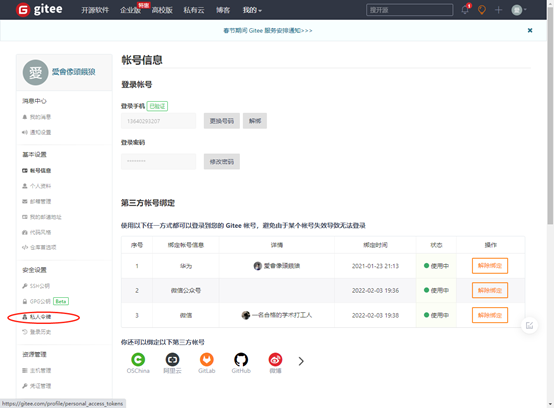 gitee
开源软件 企业版 特惠 高校版 私有云 博客 我的
搜开源
愛
春节期间 Gitee 服务安排通知>>>
愛
愛會像頭餓狼
消息中心
我的消息
通知设置
基本设置
帐号信息
个人资料
邮箱管理
我的邮递地址
代码风格
仓库黑名单
安全设置
SSH公钥
GPG公钥 Beta
私人令牌
登录历史
资源管理
主机管理
凭证管理
帐号信息
登录帐号
登录手机 已验证
13640293207 更换号码 解绑
登录密码
******** 修改密码
第三方帐号绑定
使用以下任一方式都可以登录到您的 Gitee 帐号，避免由于某个帐号失效导致无法登录
序号 绑定帐号信息 详情 绑定时间 状态 操作
1 华为 愛會像頭餓狼 2021-01-23 21:13 使用中 解除绑定
2 微信公众号 2022-02-03 19:36 使用中 解除绑定
3 微信 一名合格的学术打工人 2022-02-03 19:38 使用中 解除绑定
你还可以绑定以下第三方帐号
OSChina 阿里云 GitLab GitHub 微博
https://gitee.com/profile/personal_access_tokens